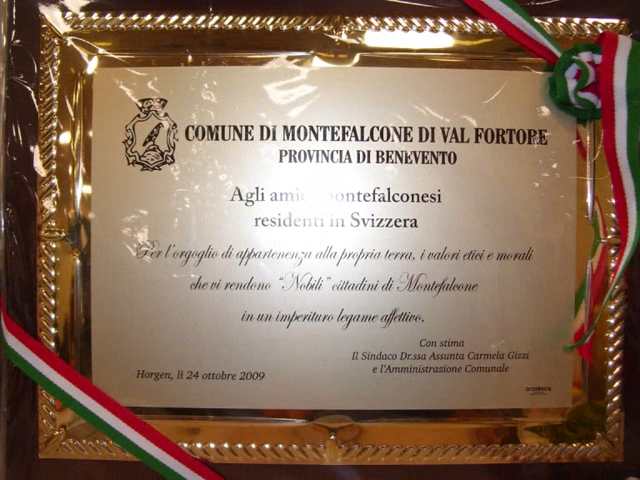 COMUNE DI MONTEFALCONE DI VAL FORTORE
PROVINCIA DI BENEVENTO
Agli amici montefalconesi
residenti in Svizzera
Per l'orgoglio di appartenenza alla propria terra, i valori etici e morali
che vi rendono "Nobili" cittadini di Montefalcone
in un imperituro legame affettivo.
Con stima
Il Sindaco Dr.ssa Assunta Carmela Gizzi
e l'Amministrazione Comunale
Horgen, lì 24 ottobre 2009